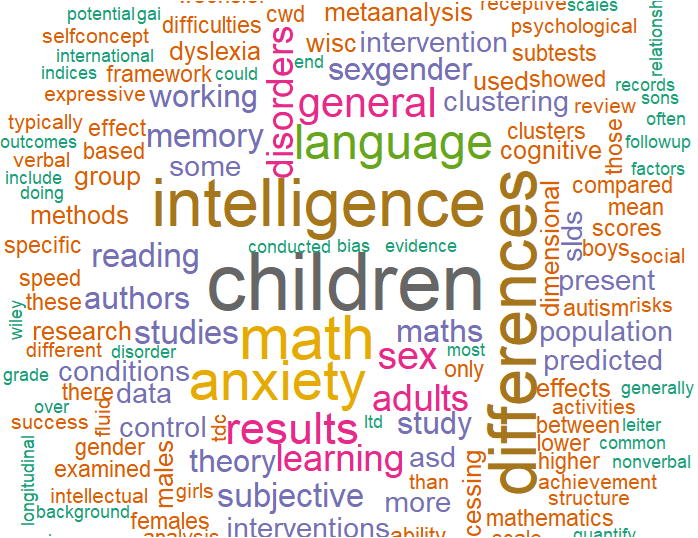 potential gai
cwd
metaanalysis
receptive
scales
selfconcept
difficulties
wisc
intervention
psychological
international
dyslexia
disorders
end
sexgender
subtests
relationsh
indices
framework
could
used
showed
records
expressive
working
general
clustering
review
sons
typically
effect
memory
language
clusters
those
often
outcomes
based
cognitive
followup
verbal
some
factors
include
group
intelligence
differences
compared
doing
methods
dimensional
mean
specific
reading
conducted
bias
evidence
slds
scores
boys
social
speed
children
present
these
authors
autism
risks
wiley
research
studies
math
maths
population
different
disorder
sex
most
predicted
grade
conditions
anxiety
only
there
data
adults
effects
generally
over
fluid
activities
success
control
tdc
results
ltd
study
between
leiter
gender
lower
common
longitudinal
examined
males
theory
learning
asd
higher
nonverbal
intellectual
girls
subjective
than
cessing
achievement
background
more
structure
females
interventions
mathematics
analysis
ability
scale
quantify